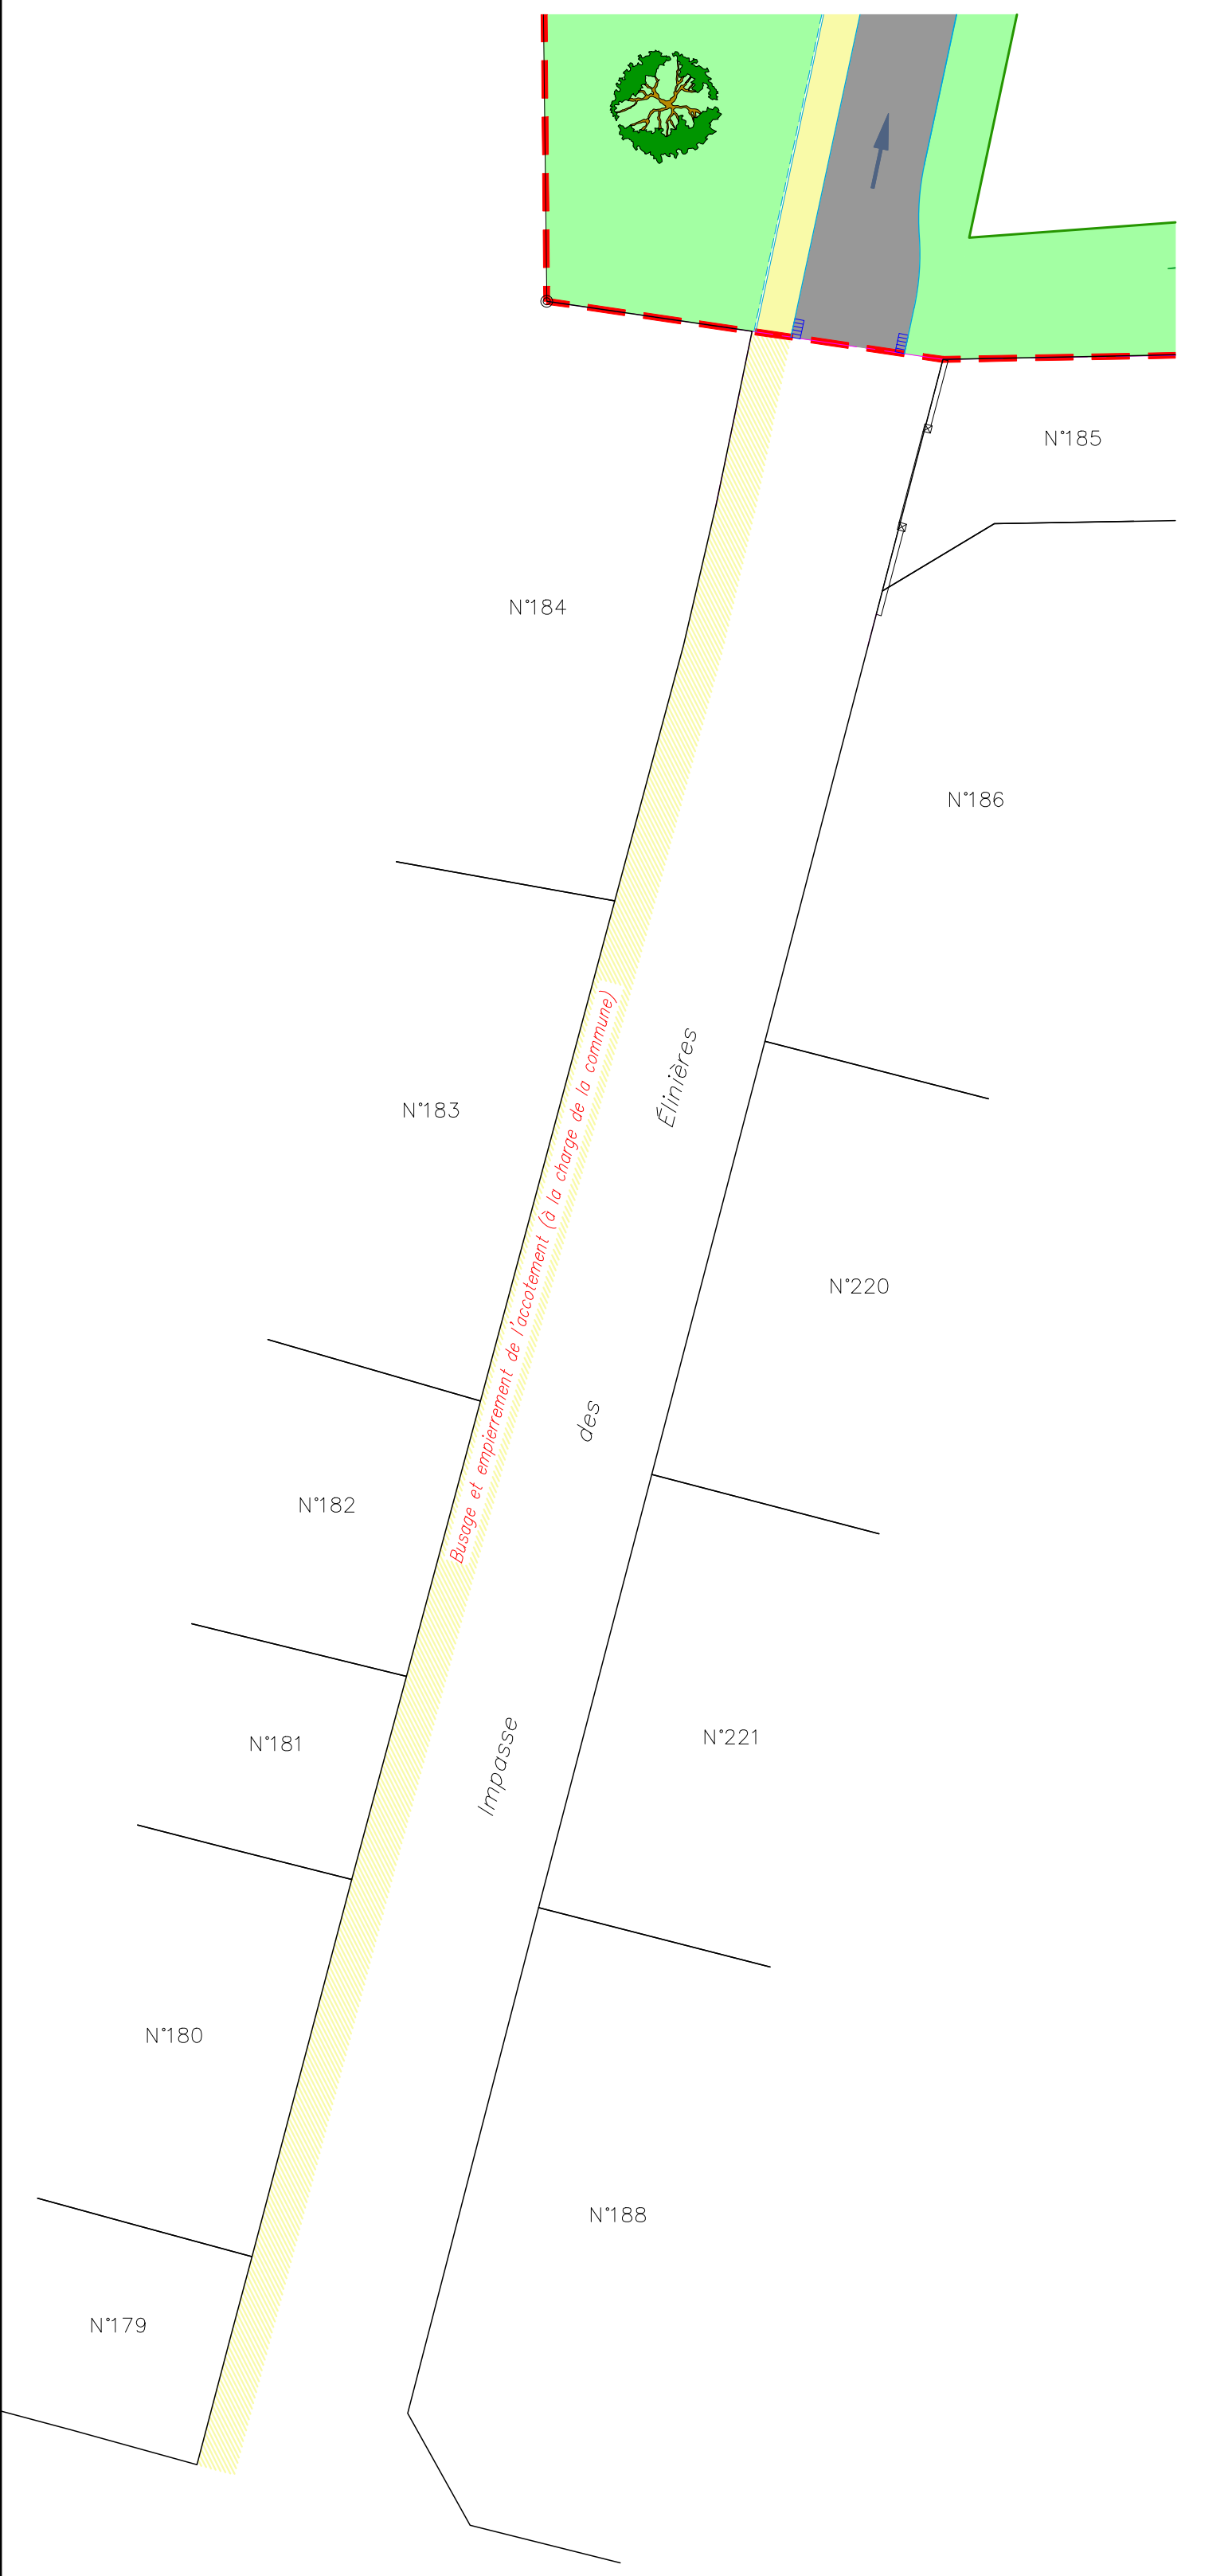 N°185
N°184
N°186
N°183
Busage et empierrement de l'accotement (à la charge de la commune)
Impasse des Élinières
N°220
N°182
N°181
N°221
N°180
N°188
N°179